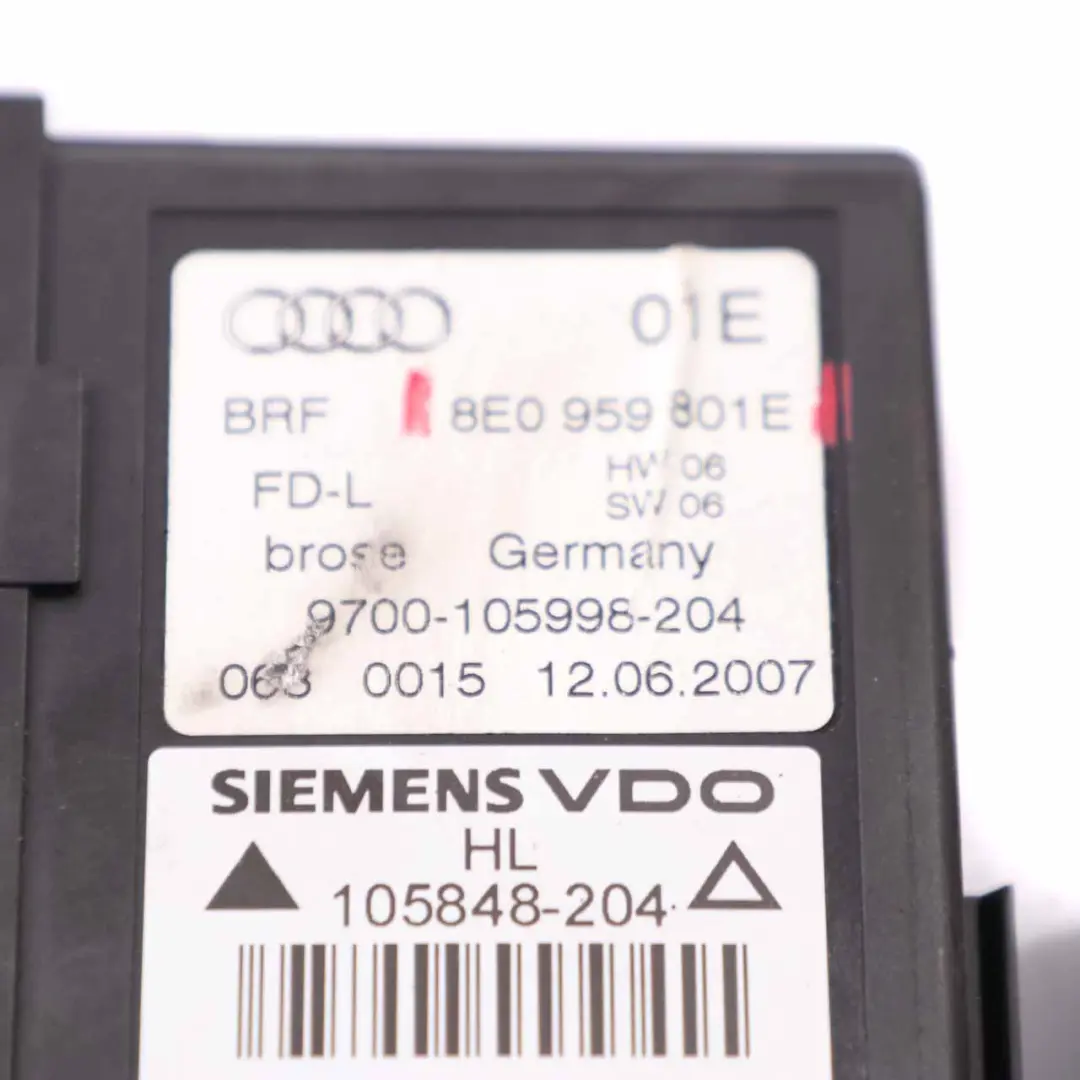 01E
BRF 8E0 959 801E
FD-L HW 06
SW 06
brose Germany
9700-105998-204
0015 12.06.2007
SIEMENS VDO
HL
105848-204